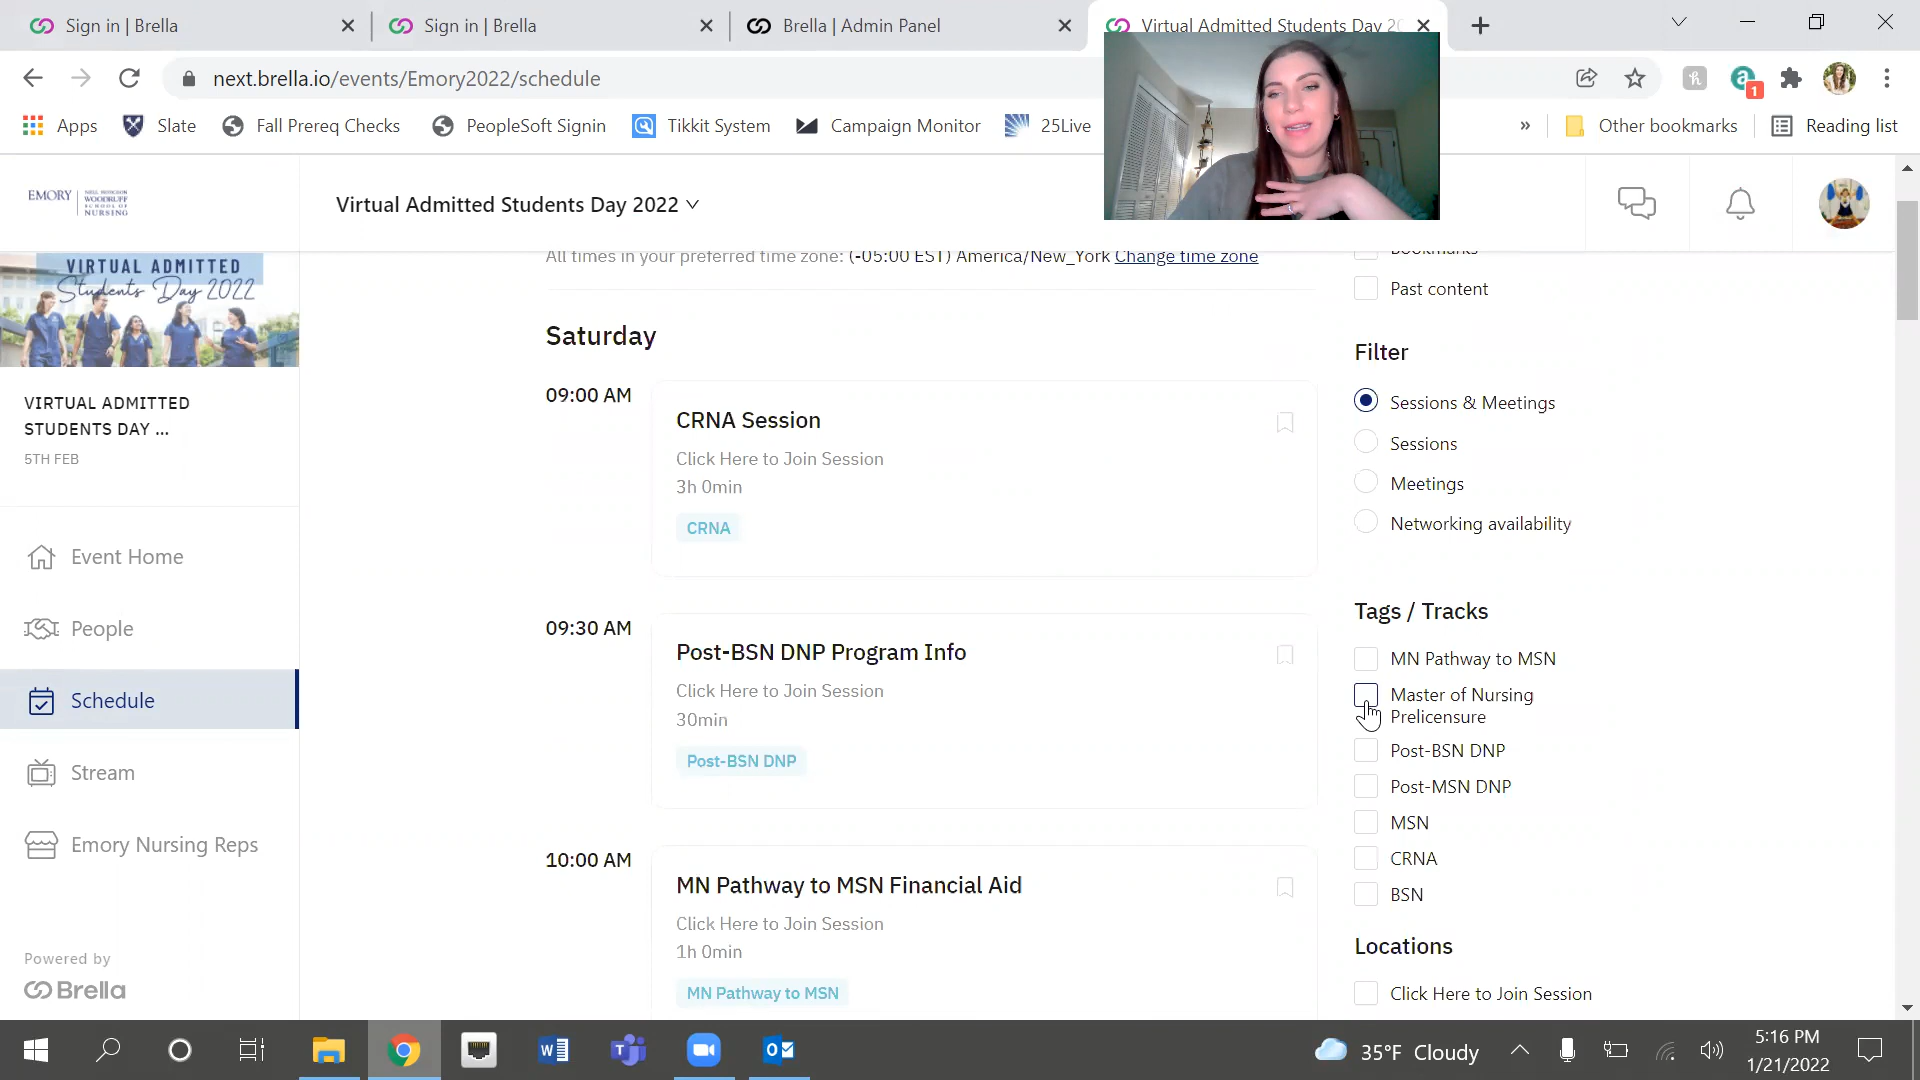 Sign in | Brella
Sign in | Brella
Brella | Admin Panel
Virtual Admitted Students Day 20
next.brella.io/events/Emory2022/schedule
1
Apps
Slate
Fall Prereq Checks
PeopleSoft Signin
Tikkit System
Campaign Monitor
25Live
»
Other bookmarks
Reading list
EMORY
NELL HODGSON
WOODRUFF
SCHOOL OF
NURSING
Virtual Admitted Students Day 2022
VIRTUAL ADMITTED
Students Day 2022
VIRTUAL ADMITTED
STUDENTS DAY ...
5TH FEB
Event Home
People
Schedule
Stream
Emory Nursing Reps
Powered by
Brella
All times in your preferred time zone: (-05:00 EST) America/New_York Change time zone
Saturday
09:00 AM
CRNA Session
Click Here to Join Session
3h 0min
CRNA
09:30 AM
Post-BSN DNP Program Info
Click Here to Join Session
30min
Post-BSN DNP
10:00 AM
MN Pathway to MSN Financial Aid
Click Here to Join Session
1h 0min
MN Pathway to MSN
Bookmarks
Past content
Filter
Sessions & Meetings
Sessions
Meetings
Networking availability
Tags / Tracks
MN Pathway to MSN
Master of Nursing
Prelicensure
Post-BSN DNP
Post-MSN DNP
MSN
CRNA
BSN
Locations
Click Here to Join Session
35°F Cloudy
5:16 PM
1/21/2022